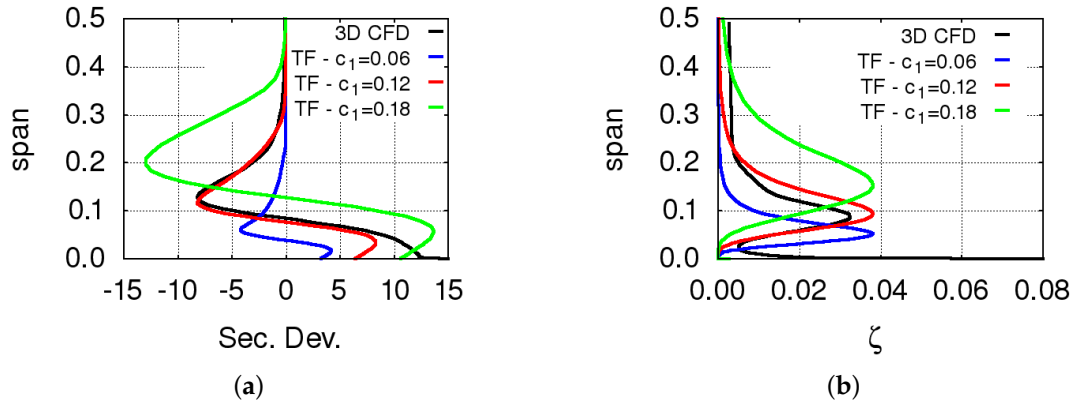 0.5
0.4
0.3
0.2
0.1
0.0
span
-15 -10 -5 0 5 10 15
Sec. Dev.
3D CFD
TF - c₁=0.06
TF - c₁=0.12
TF - c₁=0.18
(a)
0.5
0.4
0.3
0.2
0.1
0.0
span
0.00 0.02 0.04 0.06 0.08
ζ
3D CFD
TF - c₁=0.06
TF - c₁=0.12
TF - c₁=0.18
(b)